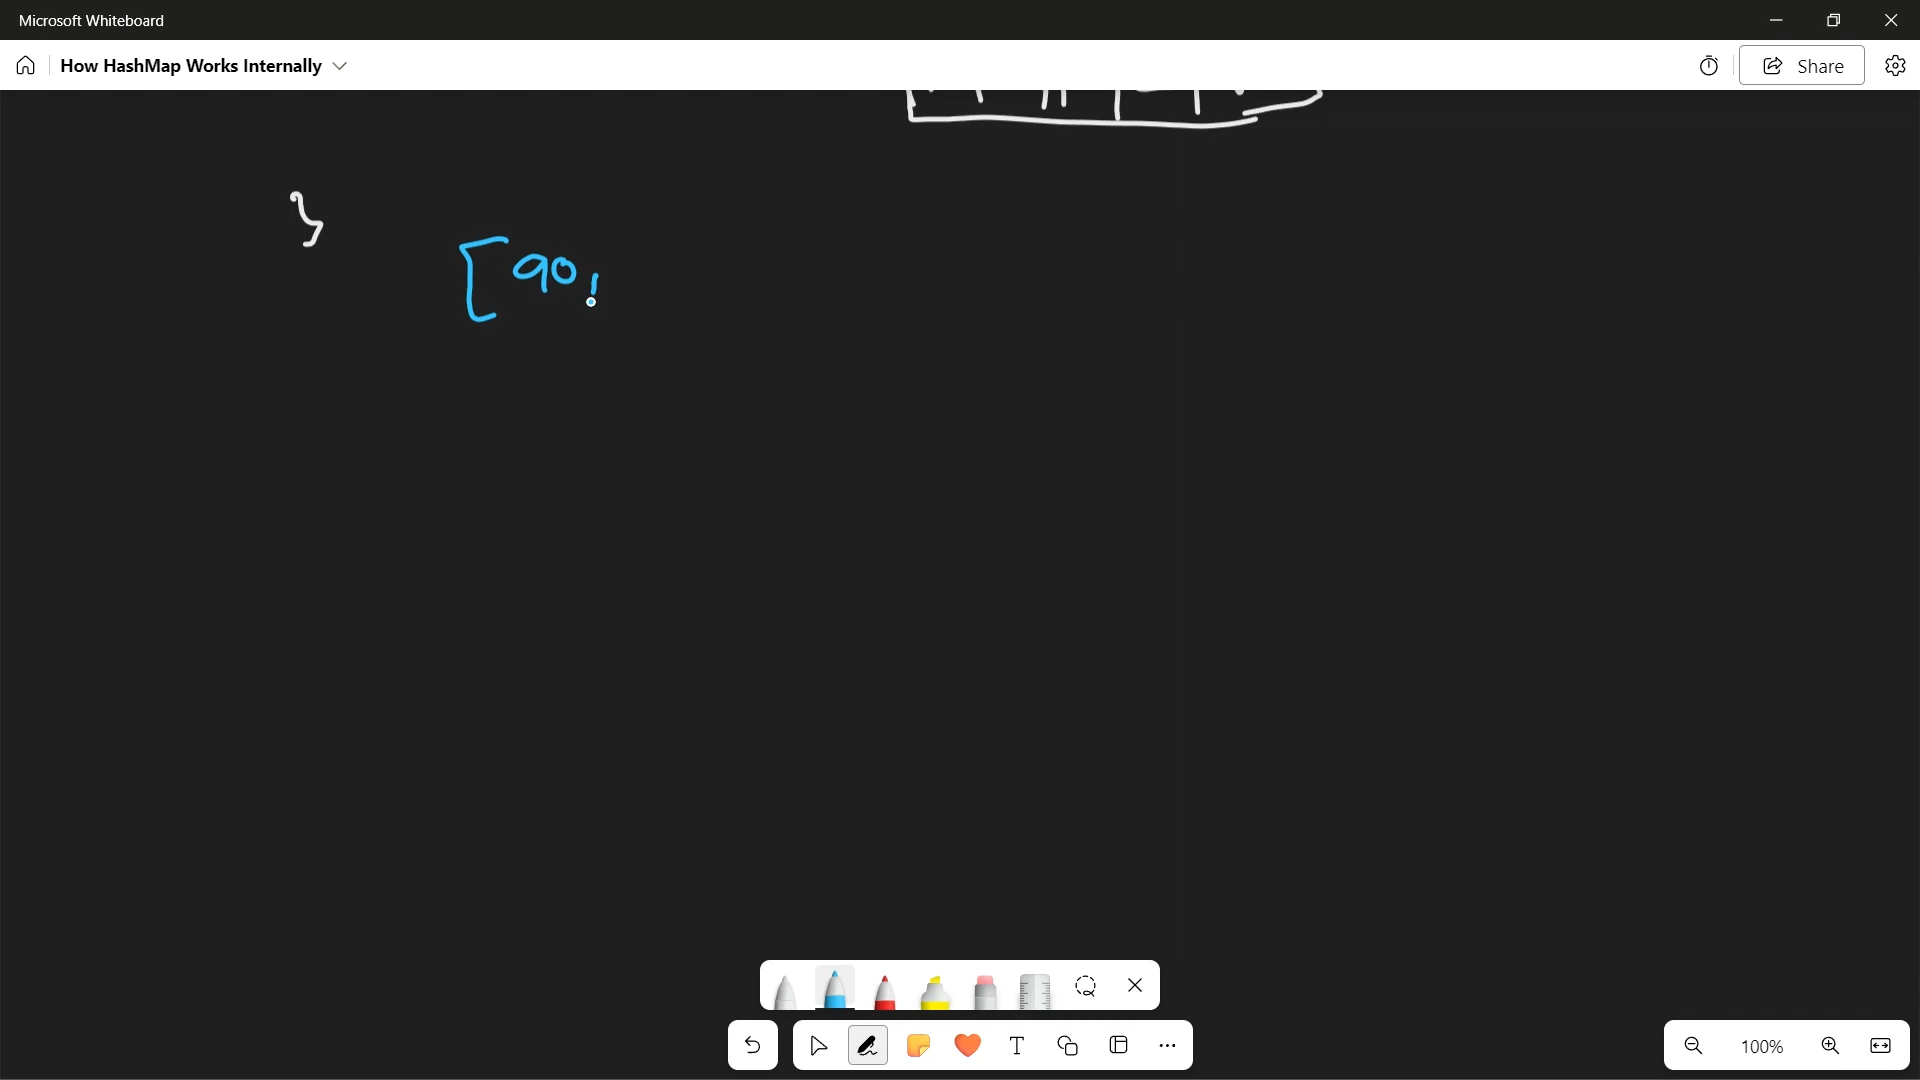 Microsoft Whiteboard
How HashMap Works Internally
Share
}
[90,
100%